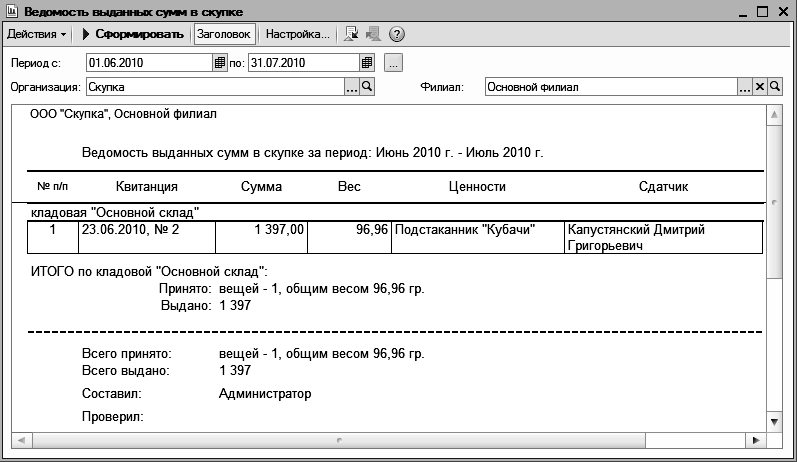 Ведомость выданных сумм в скупке
Действия Сформировать Заголовок Настройка... ?
Период с: 01.06.2010 по: 31.07.2010 ...
Организация: Скупка ... Филиал: Основной филиал ...
ООО "Скупка", Основной филиал
Ведомость выданных сумм в скупке за период: Июнь 2010 г. - Июль 2010 г.
№ п/п Квитанция Сумма Вес Ценности Сдатчик
кладовая "Основной склад"
1 23.06.2010, № 2 1 397,00 96,96 Подстаканник "Кубачи" Капустянский Дмитрий
Григорьевич
ИТОГО по кладовой "Основной склад":
Принято: вещей - 1, общим весом 96,96 гр.
Выдано: 1 397
Всего принято: вещей - 1, общим весом 96,96 гр.
Всего выдано: 1 397
Составил: Администратор
Проверил: